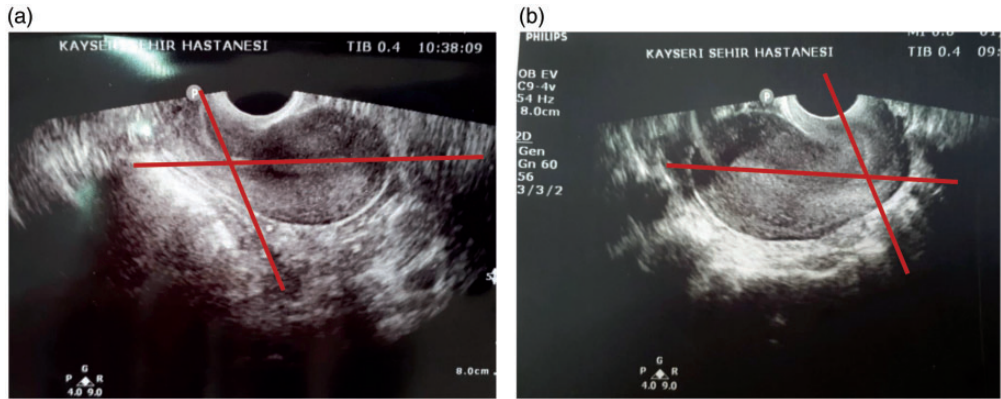 (a)
KAYSERI SEHIR HASTANESI TIB 0.4 10:38:09
P
8.0cm
G
P R
4.0 9.0
(b)
PHILIPS
KAYSERI SEHIR HASTANESI TIB 0.4 09:
OB EV
C9-4v
54 Hz
8.0cm
2D
Gen
Gn 60
56
3/3/2
P
G
P R
4.0 9.0